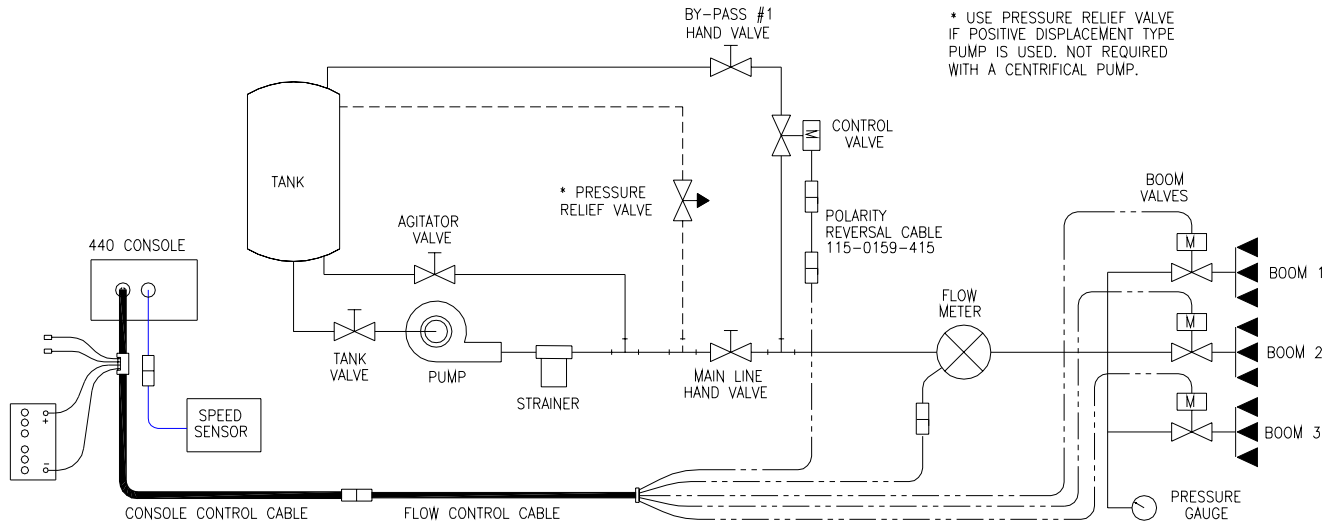 BY-PASS #1
HAND VALVE
* USE PRESSURE RELIEF VALVE
IF POSITIVE DISPLACEMENT TYPE
PUMP IS USED. NOT REQUIRED
WITH A CENTRIFICAL PUMP.
M
CONTROL
VALVE
TANK
* PRESSURE
RELIEF VALVE
BOOM
VALVES
AGITATOR
VALVE
POLARITY
REVERSAL CABLE
115-0159-415
440 CONSOLE
M
BOOM 1
FLOW
METER
M
BOOM 2
TANK
VALVE
PUMP
STRAINER
MAIN LINE
HAND VALVE
M
BOOM 3
SPEED
SENSOR
+
-
CONSOLE CONTROL CABLE
FLOW CONTROL CABLE
PRESSURE
GAUGE